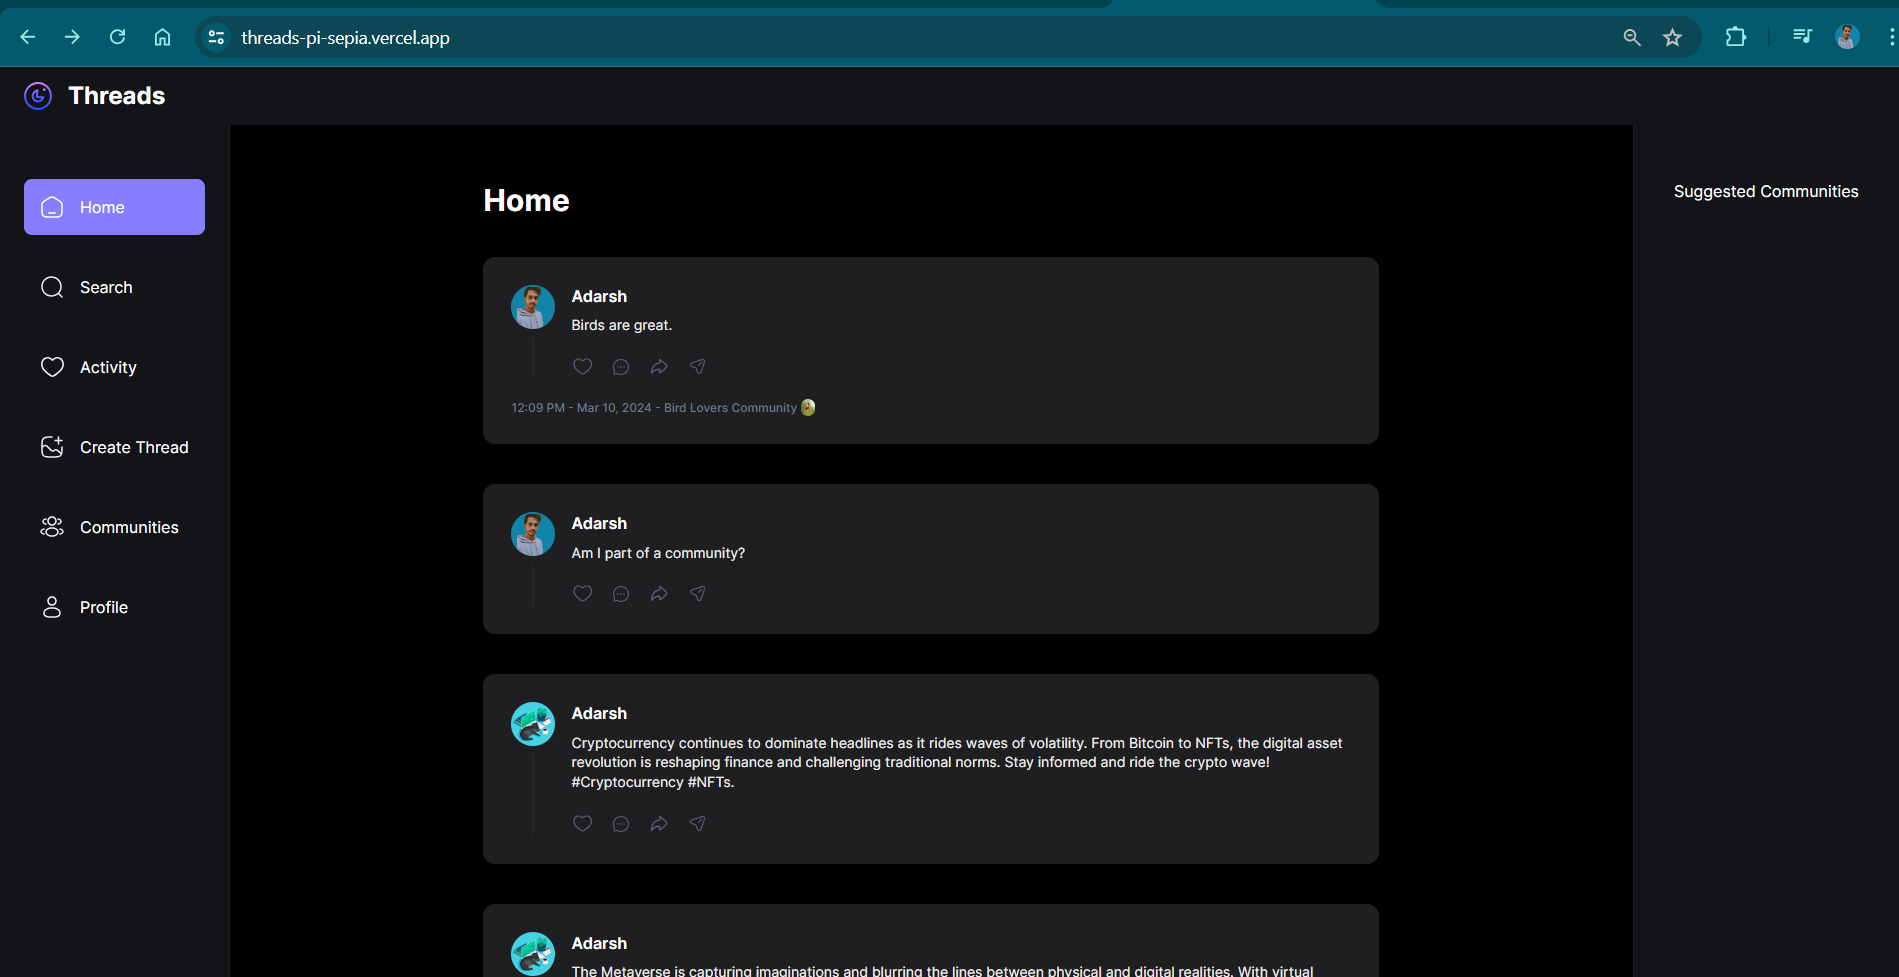 threads-pi-sepia.vercel.app
Threads
Home
Search
Activity
Create Thread
Communities
Profile
Home
Adarsh
Birds are great.
12:09 PM - Mar 10, 2024 - Bird Lovers Community
Adarsh
Am I part of a community?
Adarsh
Cryptocurrency continues to dominate headlines as it rides waves of volatility. From Bitcoin to NFTs, the digital asset
revolution is reshaping finance and challenging traditional norms. Stay informed and ride the crypto wave!
#Cryptocurrency #NFTs.
Adarsh
The Metaverse is capturing imaginations and blurring the lines between physical and digital realities. With virtual
Suggested Communities